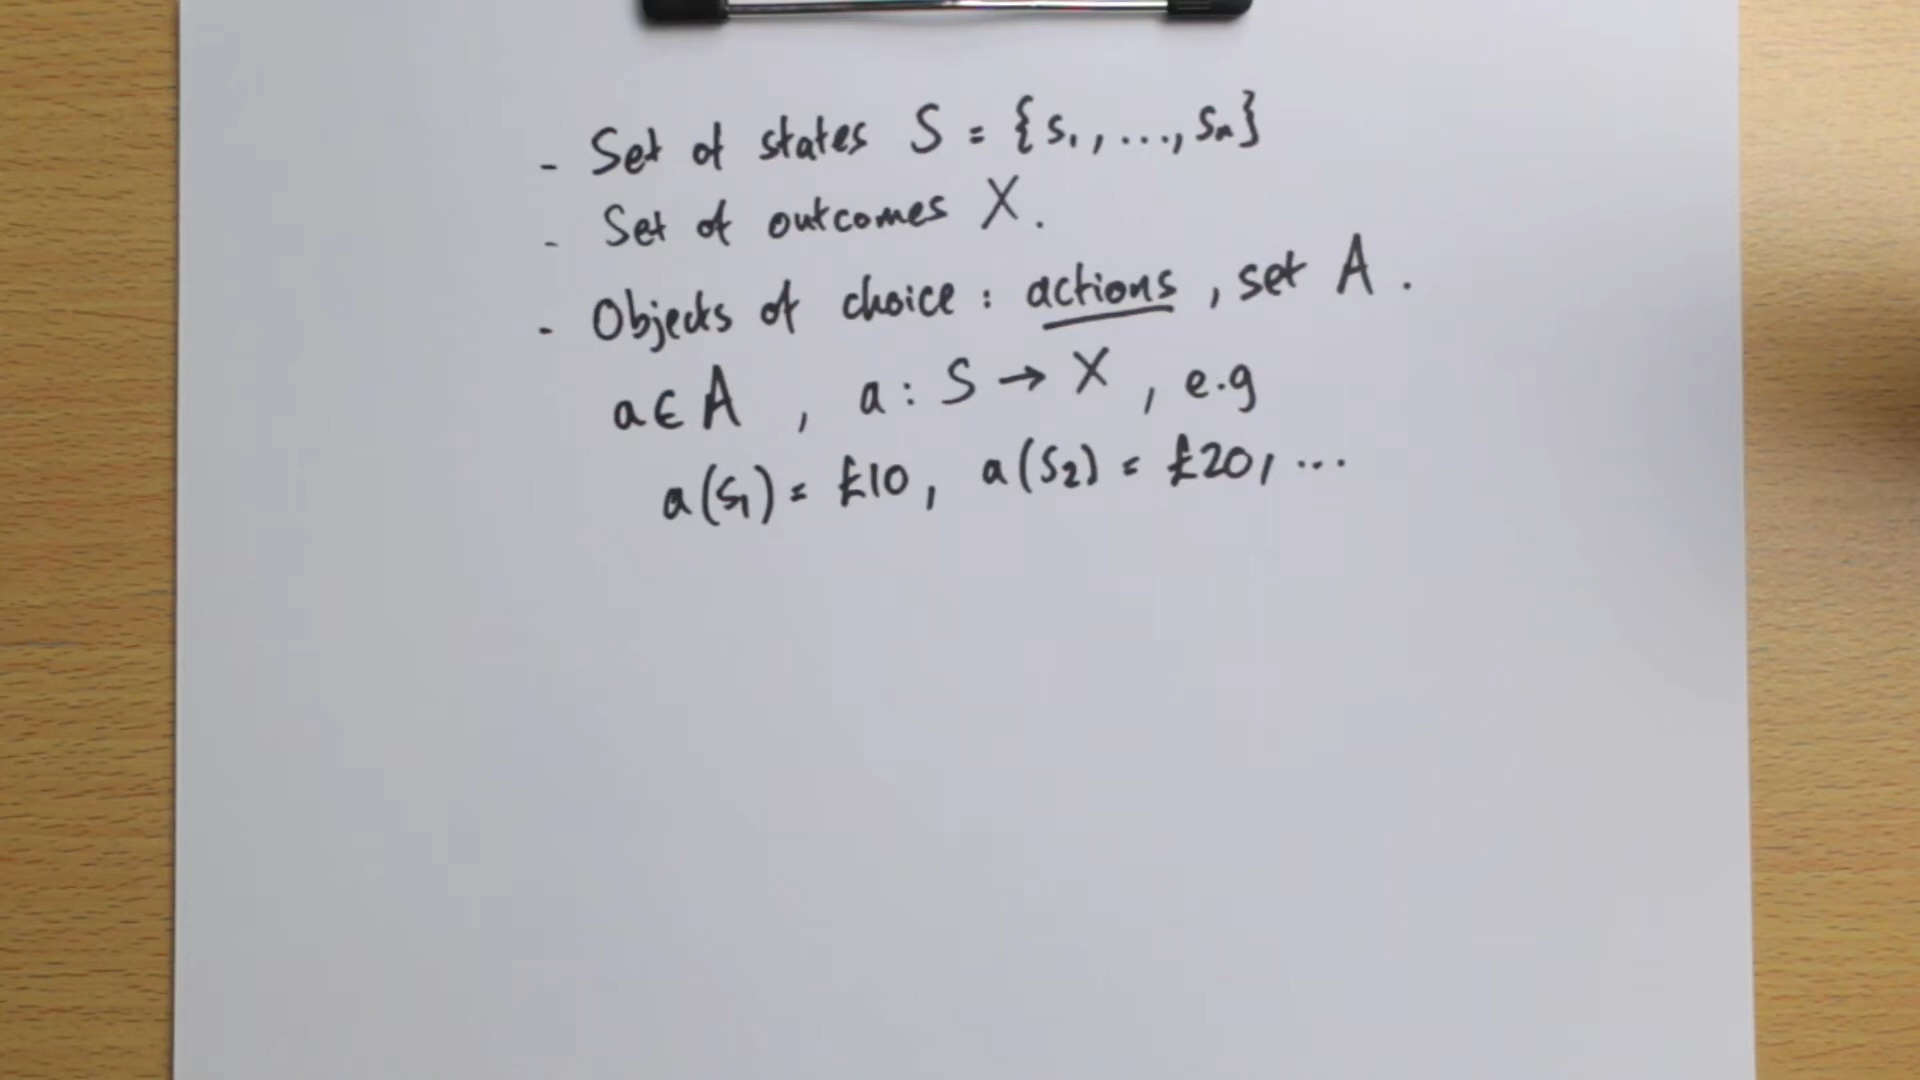 - Set of states S = {s₁, ..., sₙ}
- Set of outcomes X.
- Objects of choice : actions, set A.
a ∈ A , a : S → X , e.g
a(s₁) = £10, a(s₂) = £20, ...